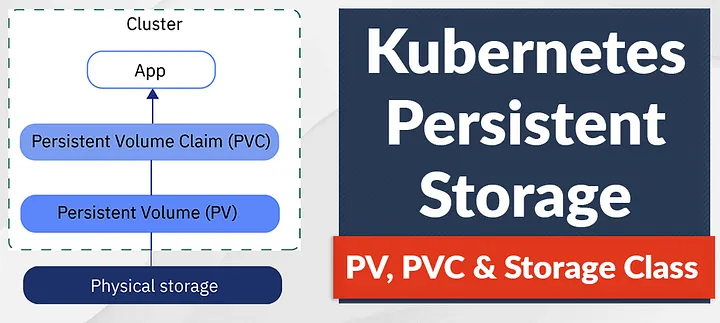 Cluster
App
Persistent Volume Claim (PVC)
Persistent Volume (PV)
Physical storage
Kubernetes
Persistent
Storage
PV, PVC & Storage Class